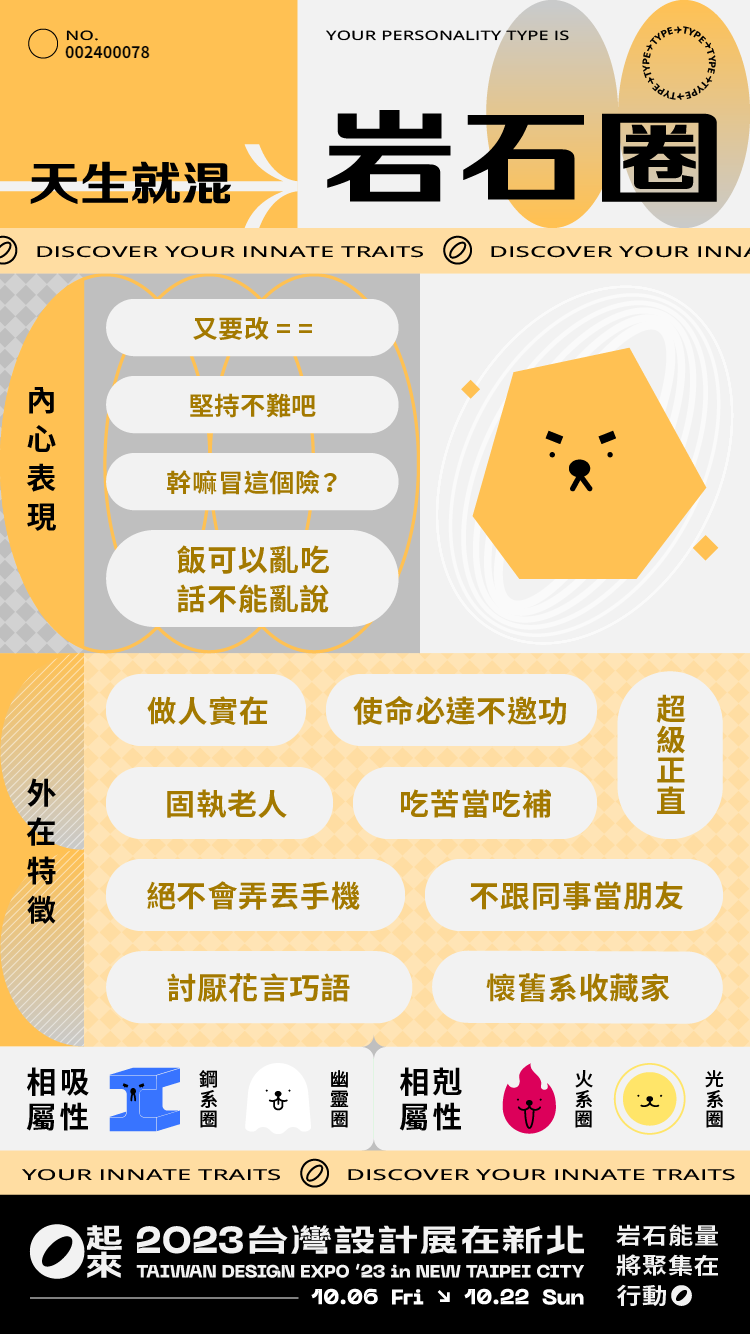 NO.
002400078
YOUR PERSONALITY TYPE IS
TYPE→TYPE→TYPE→TYPE→TYPE→TYPE→TYPE→
天生就混
岩石圈
DISCOVER YOUR INNATE TRAITS
DISCOVER YOUR INNA
內心表現
又要改 = =
堅持不難吧
幹嘛冒這個險？
飯可以亂吃
話不能亂說
外在特徵
做人實在
使命必達不邀功
超級正直
固執老人
吃苦當吃補
絕不會弄丟手機
不跟同事當朋友
討厭花言巧語
懷舊系收藏家
相吸
屬性
鋼系圈
幽靈圈
相剋
屬性
火系圈
光系圈
YOUR INNATE TRAITS
DISCOVER YOUR INNATE TRAITS
起來
2023台灣設計展在新北
TAIWAN DESIGN EXPO '23 in NEW TAIPEI CITY
10.06 Fri ↘ 10.22 Sun
岩石能量
將聚集在
行動